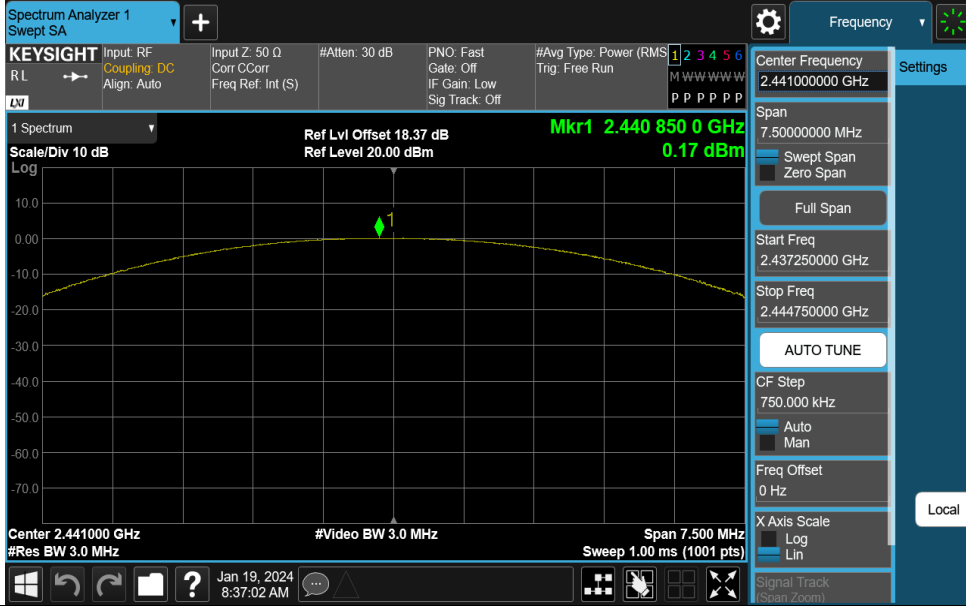 Spectrum Analyzer 1
Swept SA
+
Frequency
KEYSIGHT
R L
LXI
Input: RF
Coupling: DC
Align: Auto
Input Z: 50 Ω
Corr CCorr
Freq Ref: Int (S)
#Atten: 30 dB
PNO: Fast
Gate: Off
IF Gain: Low
Sig Track: Off
#Avg Type: Power (RMS
Trig: Free Run
1 2 3 4 5 6
M W W W W W
P P P P P P
1 Spectrum
Scale/Div 10 dB
Log
Ref Lvl Offset 18.37 dB
Ref Level 20.00 dBm
Mkr1 2.440 850 0 GHz
0.17 dBm
1
10.0
0.00
-10.0
-20.0
-30.0
-40.0
-50.0
-60.0
-70.0
Center 2.441000 GHz
#Res BW 3.0 MHz
#Video BW 3.0 MHz
Span 7.500 MHz
Sweep 1.00 ms (1001 pts)
Center Frequency
2.441000000 GHz
Settings
Span
7.50000000 MHz
Swept Span
Zero Span
Full Span
Start Freq
2.437250000 GHz
Stop Freq
2.444750000 GHz
AUTO TUNE
CF Step
750.000 kHz
Auto
Man
Freq Offset
0 Hz
X Axis Scale
Log
Lin
Local
Signal Track
(Span Zoom)
?
Jan 19, 2024
8:37:02 AM